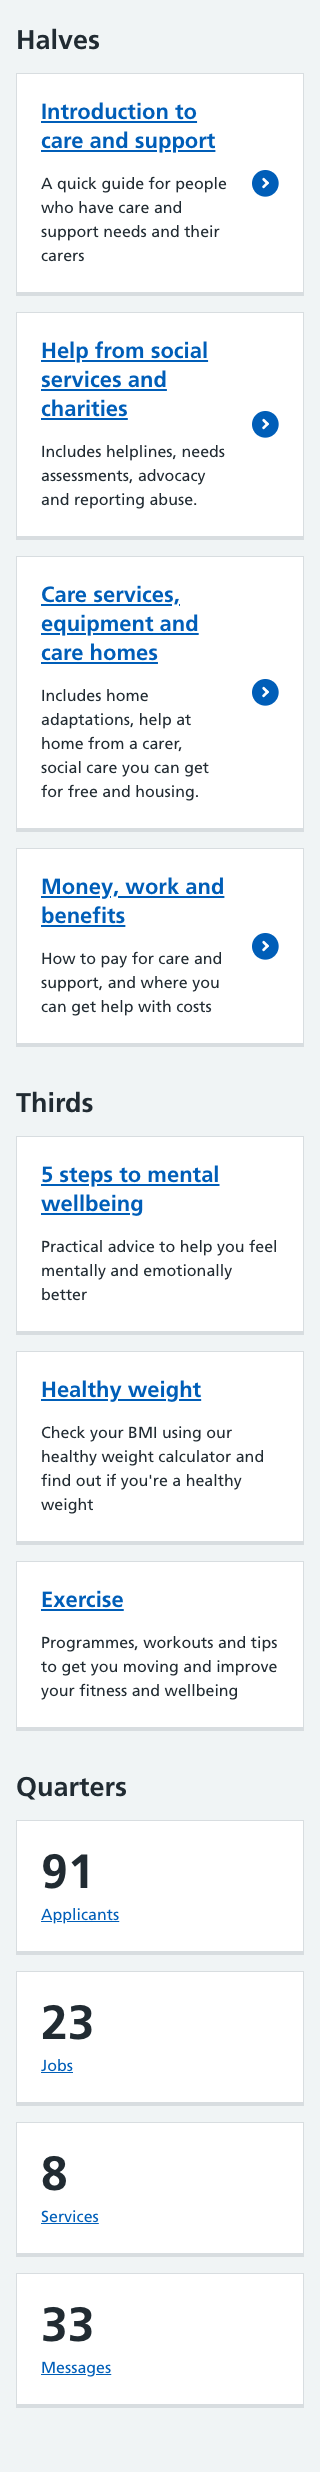 Halves
Introduction to
care and support
A quick guide for people
who have care and
support needs and their
carers
Help from social
services and
charities
Includes helplines, needs
assessments, advocacy
and reporting abuse.
Care services,
equipment and
care homes
Includes home
adaptations, help at
home from a carer,
social care you can get
for free and housing.
Money, work and
benefits
How to pay for care and
support, and where you
can get help with costs
Thirds
5 steps to mental
wellbeing
Practical advice to help you feel
mentally and emotionally
better
Healthy weight
Check your BMI using our
healthy weight calculator and
find out if you're a healthy
weight
Exercise
Programmes, workouts and tips
to get you moving and improve
your fitness and wellbeing
Quarters
91
Applicants
23
Jobs
8
Services
33
Messages